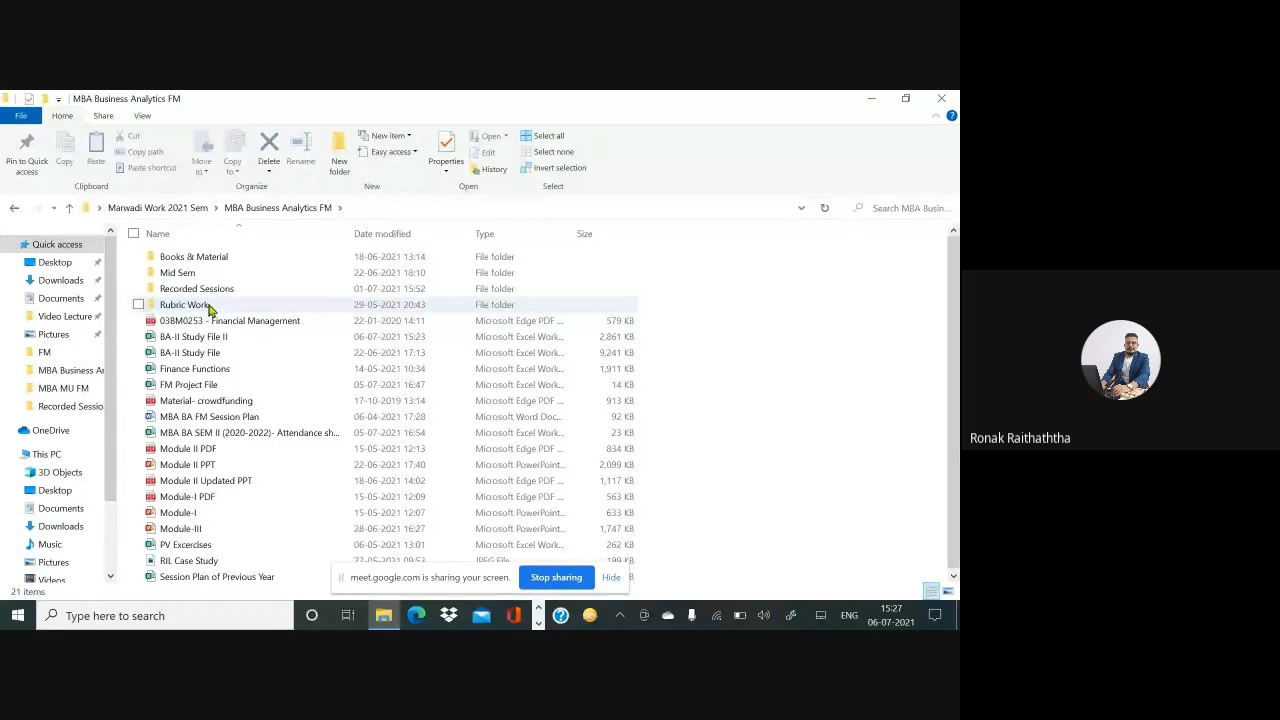 MBA Business Analytics FM
File Home Share View
Pin to Quick access
Copy
Paste
Cut
Copy path
Paste shortcut
Clipboard
Move to
Copy to
Delete
Rename
Organize
New folder
New item
Easy access
New
Properties
Open
Edit
History
Open
Select all
Select none
Invert selection
Select
Marwadi Work 2021 Sem > MBA Business Analytics FM >
Search MBA Busin...
Name Date modified Type Size
Quick access
Desktop
Downloads
Documents
Video Lecture
Pictures
FM
MBA Business Ar
MBA MU FM
Recorded Sessio
OneDrive
This PC
3D Objects
Desktop
Documents
Downloads
Music
Pictures
Videos
Books & Material 18-06-2021 13:14 File folder
Mid Sem 22-06-2021 18:10 File folder
Recorded Sessions 01-07-2021 15:52 File folder
Rubric Work 29-05-2021 20:43 File folder
03BM0253 - Financial Management 22-01-2020 14:11 Microsoft Edge PDF ... 579 KB
BA-II Study File II 06-07-2021 15:23 Microsoft Excel Work... 2,861 KB
BA-II Study File 22-06-2021 17:13 Microsoft Excel Work... 9,241 KB
Finance Functions 14-05-2021 10:34 Microsoft Excel Work... 1,911 KB
FM Project File 05-07-2021 16:47 Microsoft Excel Work... 14 KB
Material- crowdfunding 17-10-2019 13:14 Microsoft Edge PDF ... 913 KB
MBA BA FM Session Plan 06-04-2021 17:28 Microsoft Word Doc... 92 KB
MBA BA SEM II (2020-2022)- Attendance sh... 05-07-2021 16:54 Microsoft Excel Work... 23 KB
Module II PDF 15-05-2021 12:13 Microsoft Edge PDF ... 834 KB
Module II PPT 22-06-2021 17:40 Microsoft PowerPoint... 2,099 KB
Module II Updated PPT 18-06-2021 14:02 Microsoft Edge PDF ... 1,117 KB
Module-I PDF 15-05-2021 12:09 Microsoft Edge PDF ... 563 KB
Module-I 15-05-2021 12:07 Microsoft PowerPoint... 633 KB
Module-III 28-06-2021 16:27 Microsoft PowerPoint... 1,747 KB
PV Excercises 06-05-2021 13:01 Microsoft Excel Work... 262 KB
RIL Case Study 27-05-2021 09:53 JPEG File 199 KB
Session Plan of Previous Year
meet.google.com is sharing your screen. Stop sharing Hide
21 items
Type here to search
ENG
15:27
06-07-2021
Ronak Raithaththa